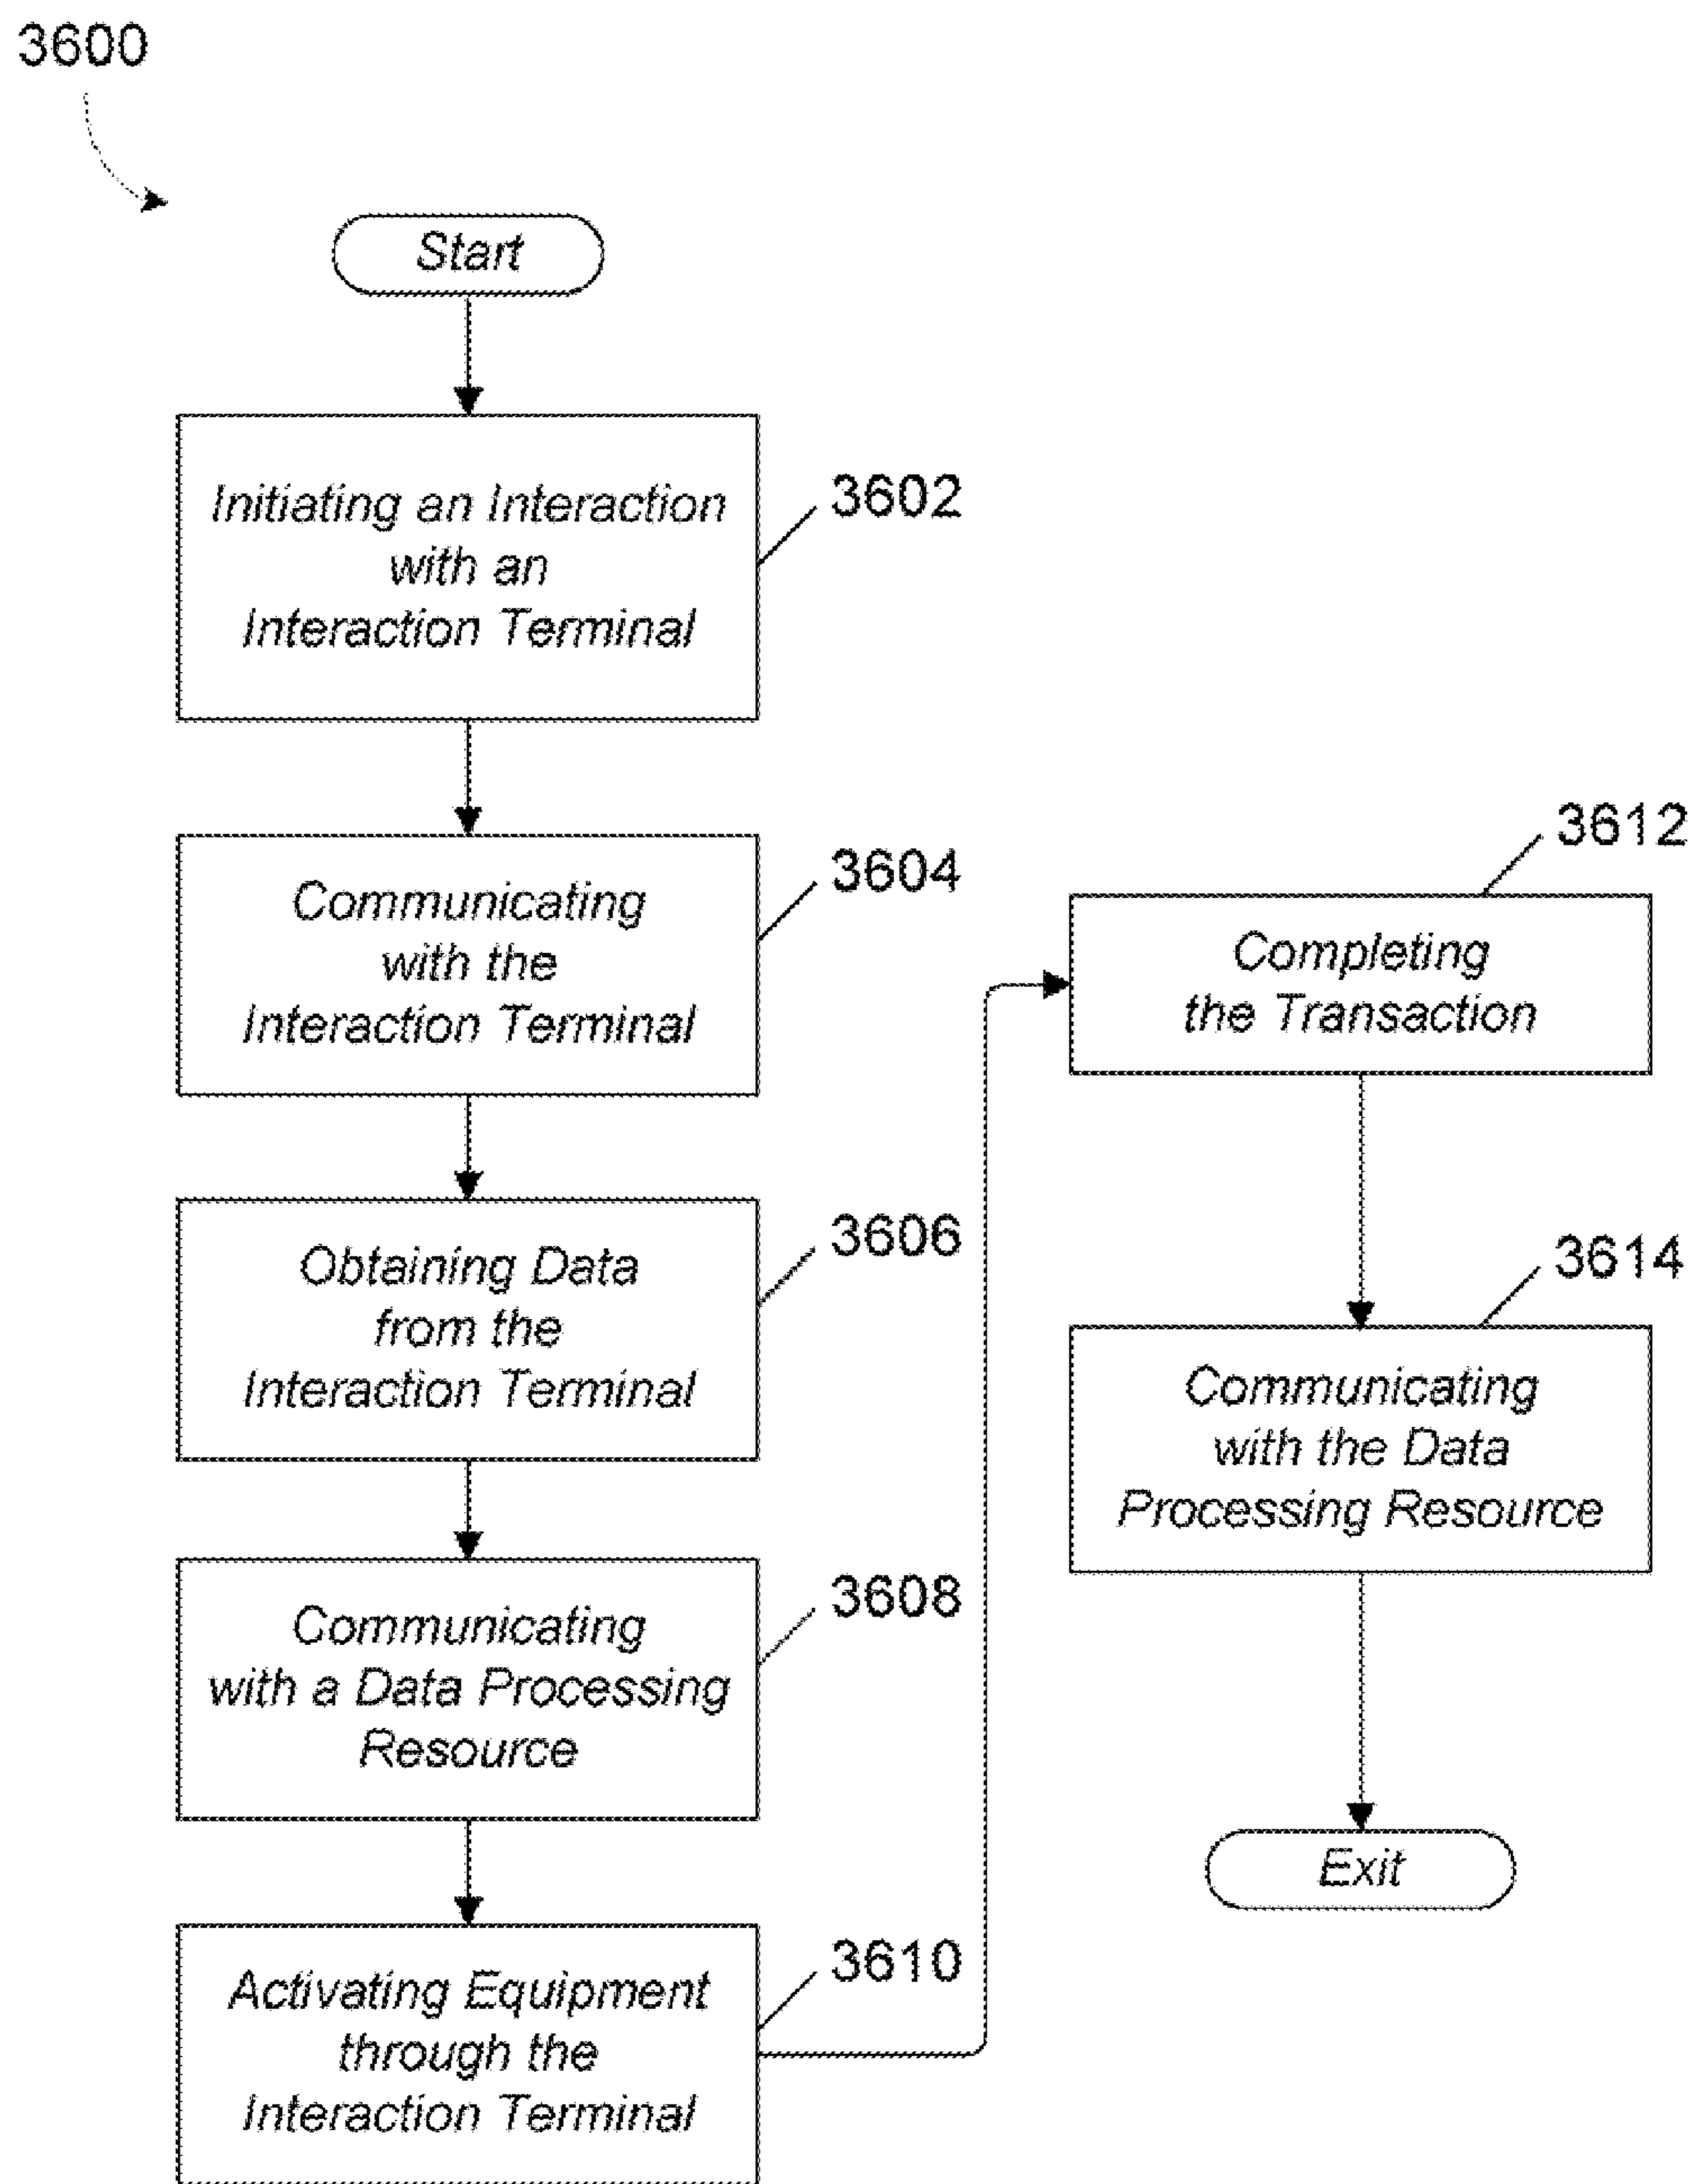 3600
Start
Initiating an Interaction
with an
Interaction Terminal
3602
Communicating
with the
Interaction Terminal
3604
Obtaining Data
from the
Interaction Terminal
3606
Communicating
with a Data Processing
Resource
3608
Activating Equipment
through the
Interaction Terminal
3610
3612
Completing
the Transaction
3614
Communicating
with the Data
Processing Resource
Exit